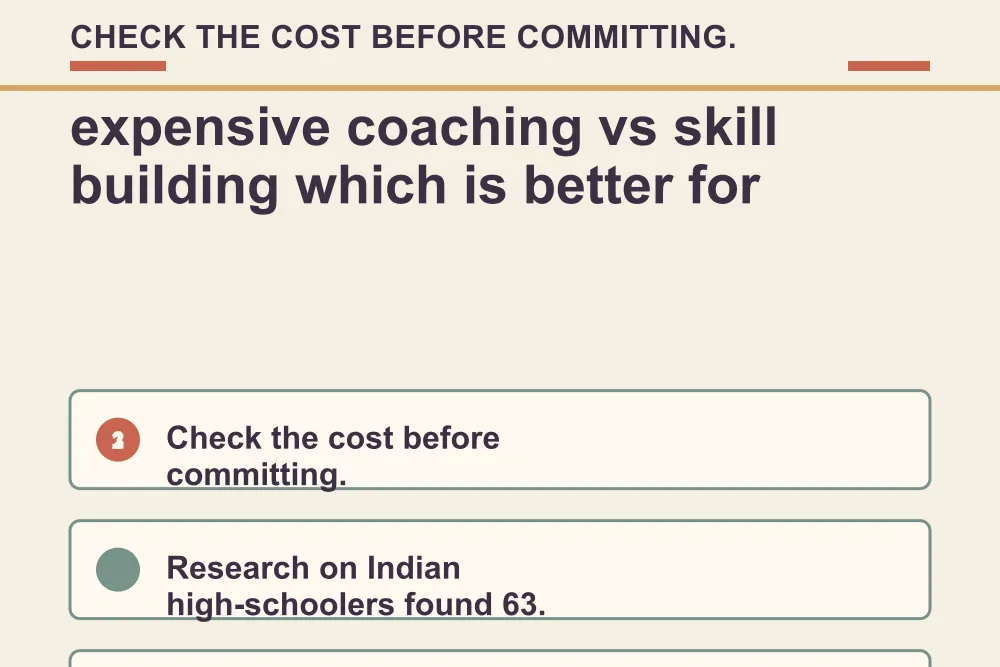 CHECK THE COST BEFORE COMMITTING.
expensive coaching vs skill
building which is better for
2
Check the cost before
committing.
Research on Indian
high-schoolers found 63.